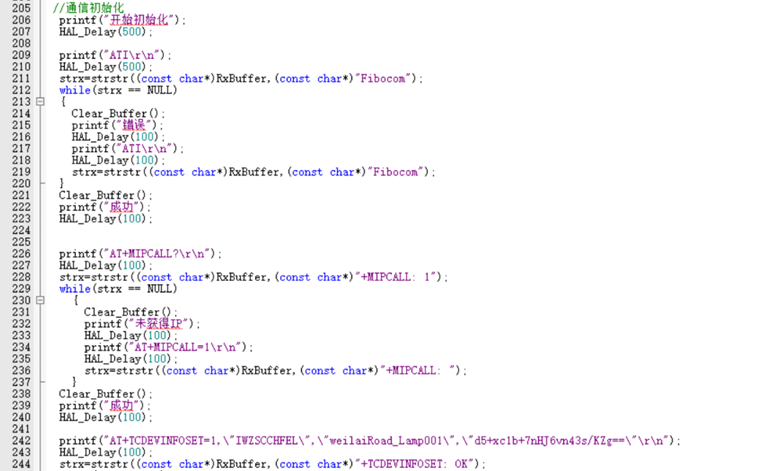 205 //通信初始化
206 printf("开始初始化");
207 HAL_Delay(500);
208
209 printf("ATI\r\n");
210 HAL_Delay(500);
211 strx=strstr((const char*)RxBuffer,(const char*)"Fibocom");
212 while(strx == NULL)
213 {
214 Clear_Buffer();
215 printf("错误");
216 HAL_Delay(100);
217 printf("ATI\r\n");
218 HAL_Delay(100);
219 strx=strstr((const char*)RxBuffer,(const char*)"Fibocom");
220 }
221 Clear_Buffer();
222 printf("成功");
223 HAL_Delay(100);
224
225
226 printf("AT+MIPCALL?\r\n");
227 HAL_Delay(100);
228 strx=strstr((const char*)RxBuffer,(const char*)"+MIPCALL: 1");
229 while(strx == NULL)
230 {
231 Clear_Buffer();
232 printf("未获得IP");
233 HAL_Delay(100);
234 printf("AT+MIPCALL=1\r\n");
235 HAL_Delay(100);
236 strx=strstr((const char*)RxBuffer,(const char*)"+MIPCALL: ");
237 }
238 Clear_Buffer();
239 printf("成功");
240 HAL_Delay(100);
241
242 printf("AT+TCDEVINFOSET=1,\"IWZSCCHFEL\",\"weilaiRoad_Lamp001\",\"d5+xc1b+7nHJ6vn43s/KZg==\"\r\n");
243 HAL_Delay(100);
244 strx=strstr((const char*)RxBuffer,(const char*)"+TCDEVINFOSET: OK");